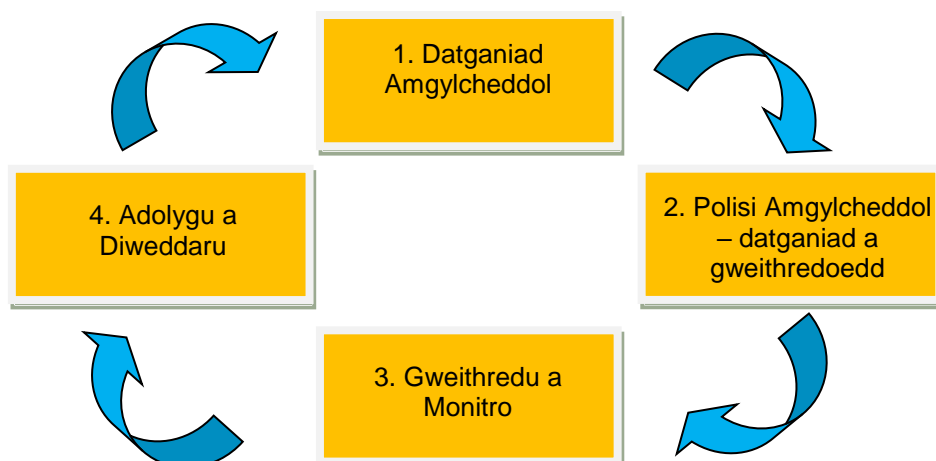 1. Datganiad
Amgylcheddol
2. Polisi Amgylcheddol
– datganiad a
gweithredoedd
3. Gweithredu a
Monitro
4. Adolygu a
Diweddaru